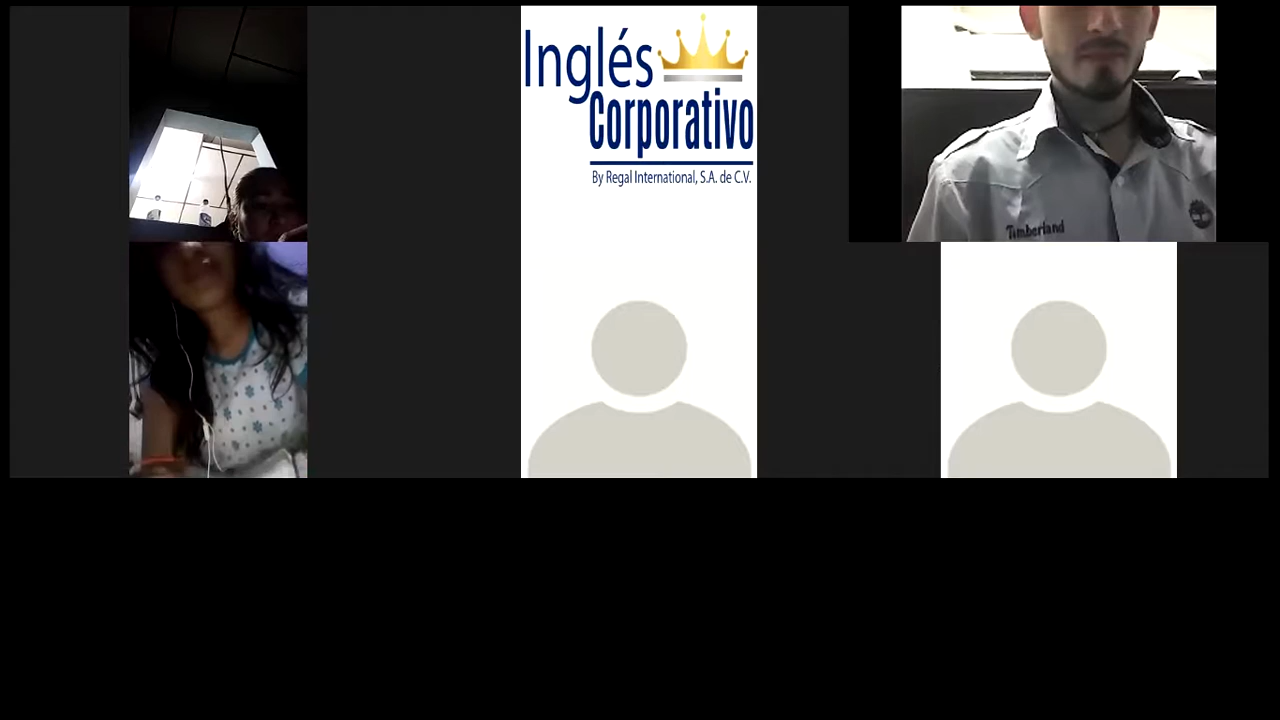 Inglés
Corporativo
By Regal International, S.A. de C.V.
Timberland